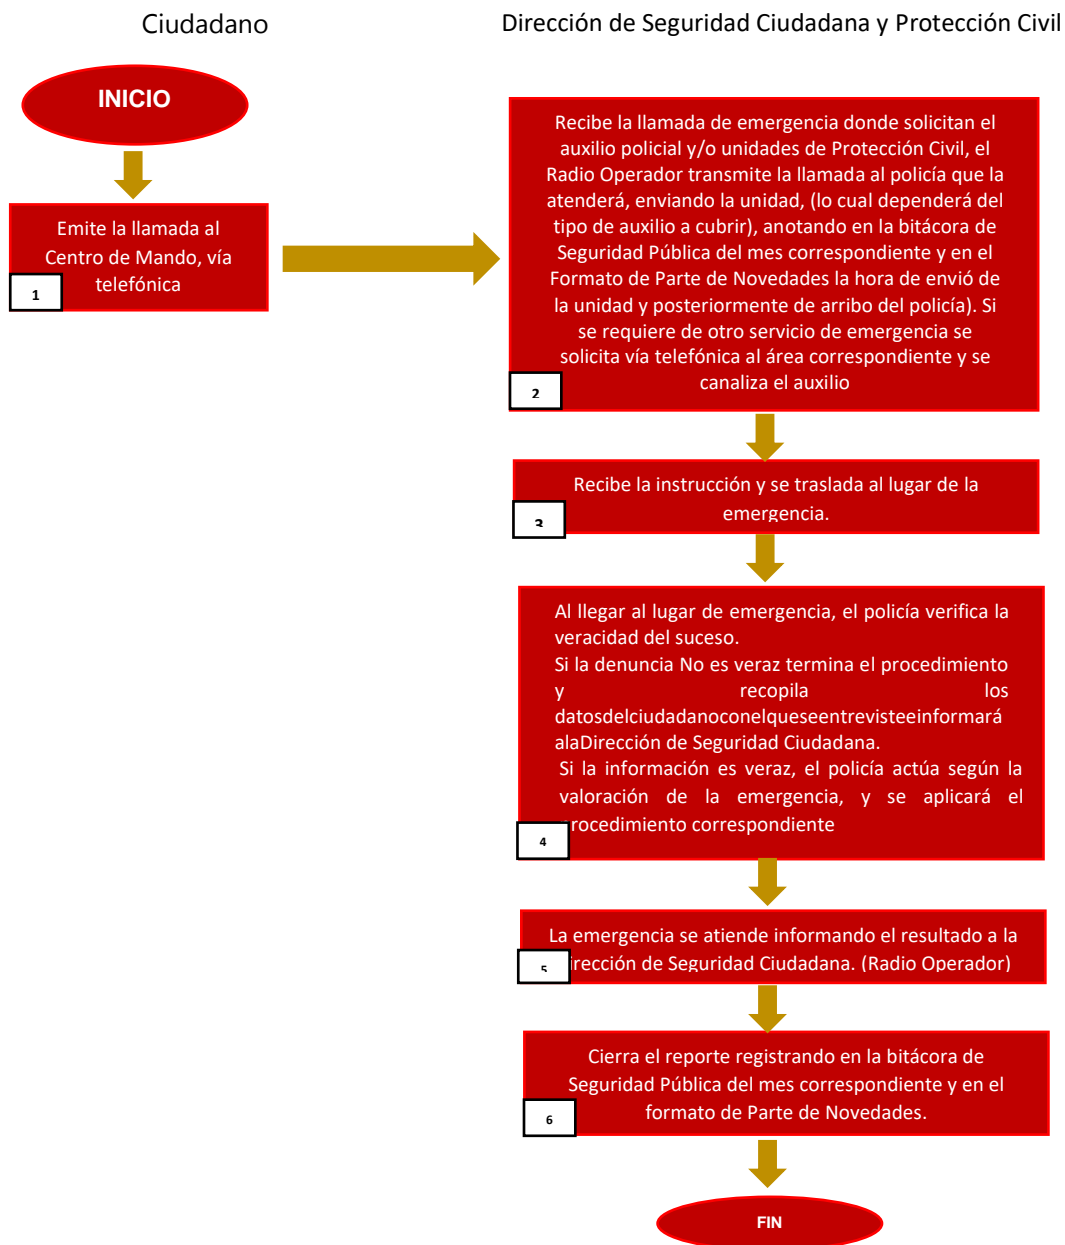 Ciudadano
Dirección de Seguridad Ciudadana y Protección Civil
INICIO
Emite la llamada al
Centro de Mando, vía
telefónica
1
Recibe la llamada de emergencia donde solicitan el
auxilio policial y/o unidades de Protección Civil, el
Radio Operador transmite la llamada al policía que la
atenderá, enviando la unidad, (lo cual dependerá del
tipo de auxilio a cubrir), anotando en la bitácora de
Seguridad Pública del mes correspondiente y en el
Formato de Parte de Novedades la hora de envió de
la unidad y posteriormente de arribo del policía). Si
se requiere de otro servicio de emergencia se
solicita vía telefónica al área correspondiente y se
canaliza el auxilio
2
Recibe la instrucción y se traslada al lugar de la
emergencia.
3
Al llegar al lugar de emergencia, el policía verifica la
veracidad del suceso.
Si la denuncia No es veraz termina el procedimiento
y recopila los
datosdelciudadanoconelqueseentrevisteeinformará
alaDirección de Seguridad Ciudadana.
Si la información es veraz, el policía actúa según la
valoración de la emergencia, y se aplicará el
procedimiento correspondiente
4
La emergencia se atiende informando el resultado a la
Dirección de Seguridad Ciudadana. (Radio Operador)
5
Cierra el reporte registrando en la bitácora de
Seguridad Pública del mes correspondiente y en el
formato de Parte de Novedades.
6
FIN